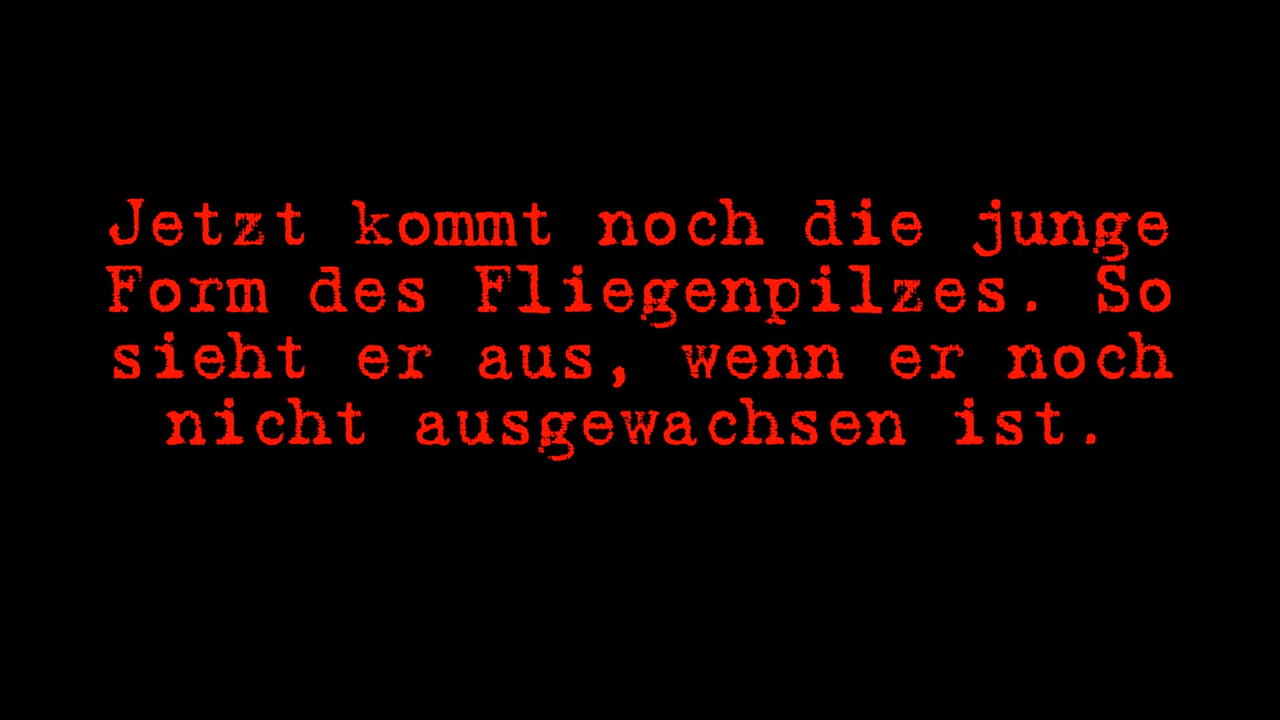 Jetzt kommt noch die junge
Form des Fliegenpilzes. So
sieht er aus, wenn er noch
nicht ausgewachsen ist.